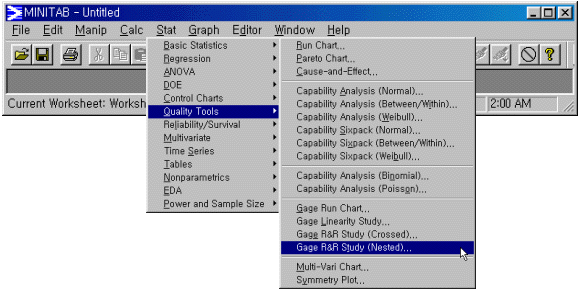 MINITAB - Untitled
File Edit Manip Calc Stat Graph Editor Window Help
Basic Statistics
Regression
ANOVA
DOE
Control Charts
Quality Tools
Reliability/Survival
Multivariate
Time Series
Tables
Nonparametrics
EDA
Power and Sample Size
Run Chart...
Pareto Chart...
Cause-and-Effect...
Capability Analysis (Normal)...
Capability Analysis (Between/Within)...
Capability Analysis (Weibull)...
Capability Sixpack (Normal)...
Capability Sixpack (Between/Within)...
Capability Sixpack (Weibull)...
Capability Analysis (Binomial)...
Capability Analysis (Poisson)...
Gage Run Chart...
Gage Linearity Study...
Gage R&R Study (Crossed)...
Gage R&R Study (Nested)...
Multi-Vari Chart...
Symmetry Plot...
Current Worksheet: Worksh
2:00 AM